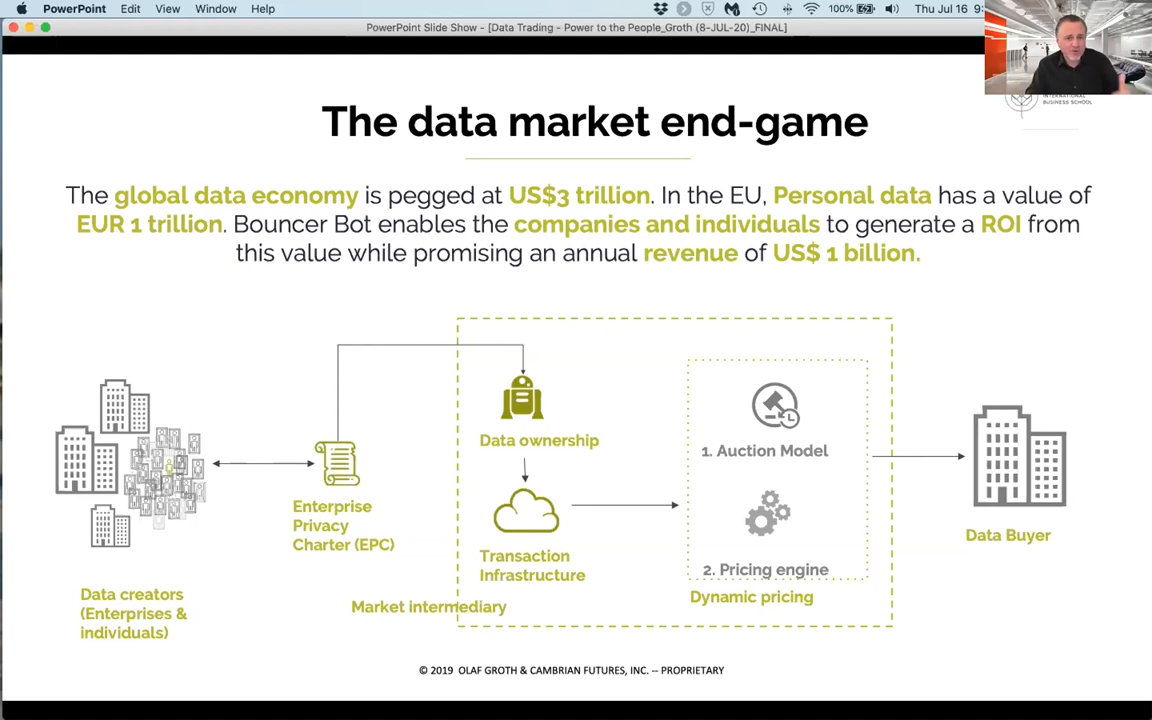 PowerPoint Edit View Window Help 100% Thu Jul 16 9:
PowerPoint Slide Show - [Data Trading - Power to the People_Groth (8-JUL-20)_FINAL]
INTERNATIONAL
BUSINESS SCHOOL
The data market end-game
The global data economy is pegged at US$3 trillion. In the EU, Personal data has a value of
EUR 1 trillion. Bouncer Bot enables the companies and individuals to generate a ROI from
this value while promising an annual revenue of US$ 1 billion.
Data creators
(Enterprises &
individuals)
Enterprise
Privacy
Charter (EPC)
Market intermediary
Data ownership
Transaction
Infrastructure
1. Auction Model
2. Pricing engine
Dynamic pricing
Data Buyer
© 2019 OLAF GROTH & CAMBRIAN FUTURES, INC. -- PROPRIETARY